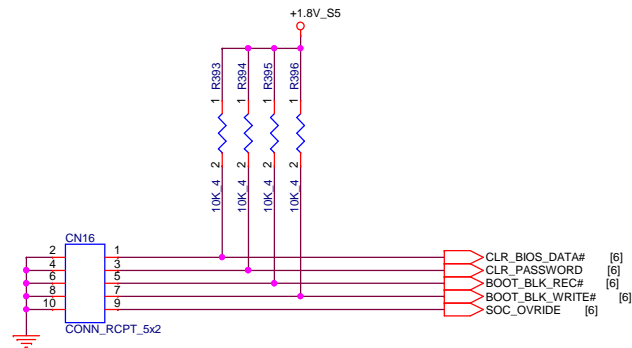 +1.8V_S5
R393 R394 R395 R396
1 1 1 1
2 2 2 2
10K_4 10K_4 10K_4 10K_4
CN16
2 1 CLR_BIOS_DATA# [6]
4 3 CLR_PASSWORD [6]
6 5 BOOT_BLK_REC# [6]
8 7 BOOT_BLK_WRITE# [6]
10 9 SOC_OVRIDE [6]
CONN_RCPT_5x2